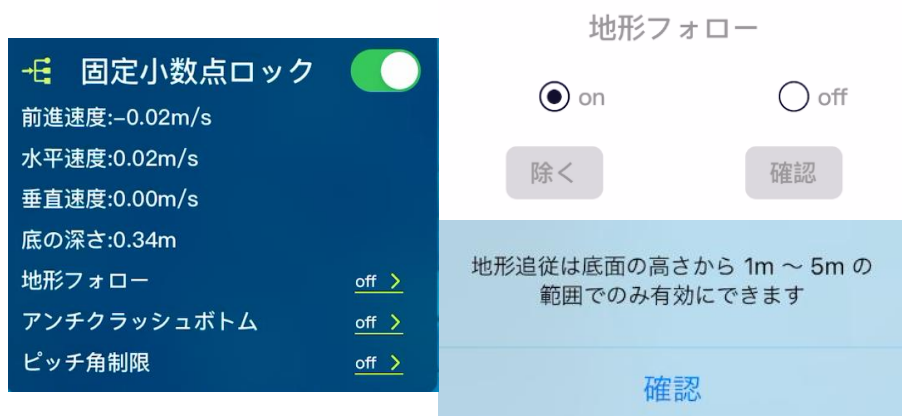 固定小数点ロック
前進速度:-0.02m/s
水平速度:0.02m/s
垂直速度:0.00m/s
底の深さ:0.34m
地形フォロー off >
アンチクラッシュボトム off >
ピッチ角制限 off >
地形フォロー
on off
除く 確認
地形追従は底面の高さから 1m 〜 5m の
範囲でのみ有効にできます
確認